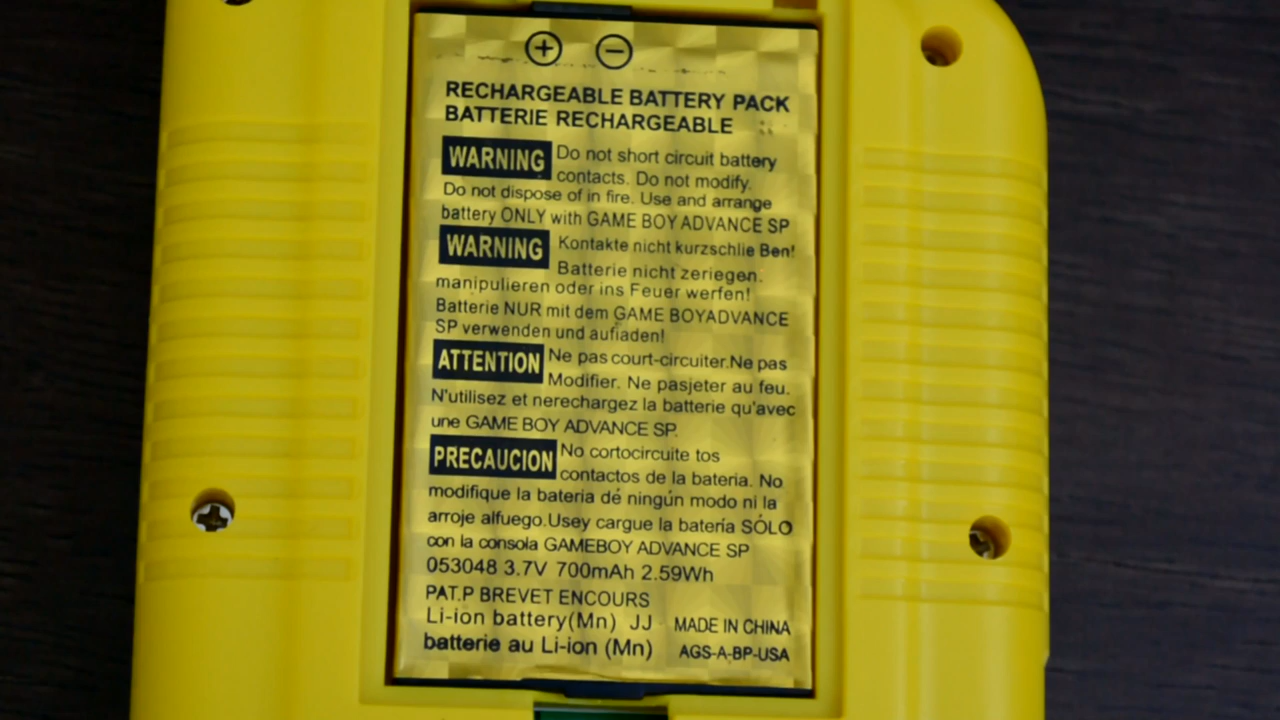 + −
RECHARGEABLE BATTERY PACK
BATTERIE RECHARGEABLE
WARNING Do not short circuit battery
contacts. Do not modify.
Do not dispose of in fire. Use and arrange
battery ONLY with GAME BOY ADVANCE SP
WARNING Kontakte nicht kurzschlie Ben!
Batterie nicht zeriegen.
manipulieren oder ins Feuer werfen!
Batterie NUR mit dem GAME BOYADVANCE
SP verwenden und aufiaden!
ATTENTION Ne pas court-circuiter.Ne pas
Modifier. Ne pasjeter au feu.
N'utilisez et nerechargez la batterie qu'avec
une GAME BOY ADVANCE SP.
PRECAUCION No cortocircuite tos
contactos de la bateria. No
modifique la bateria dé ningún modo ni la
arroje alfuego.Usey cargue la batería SÓLO
con la consola GAMEBOY ADVANCE SP
053048 3.7V 700mAh 2.59Wh
PAT.P BREVET ENCOURS
Li-ion battery(Mn) JJ MADE IN CHINA
batterie au Li-ion (Mn) AGS-A-BP-USA